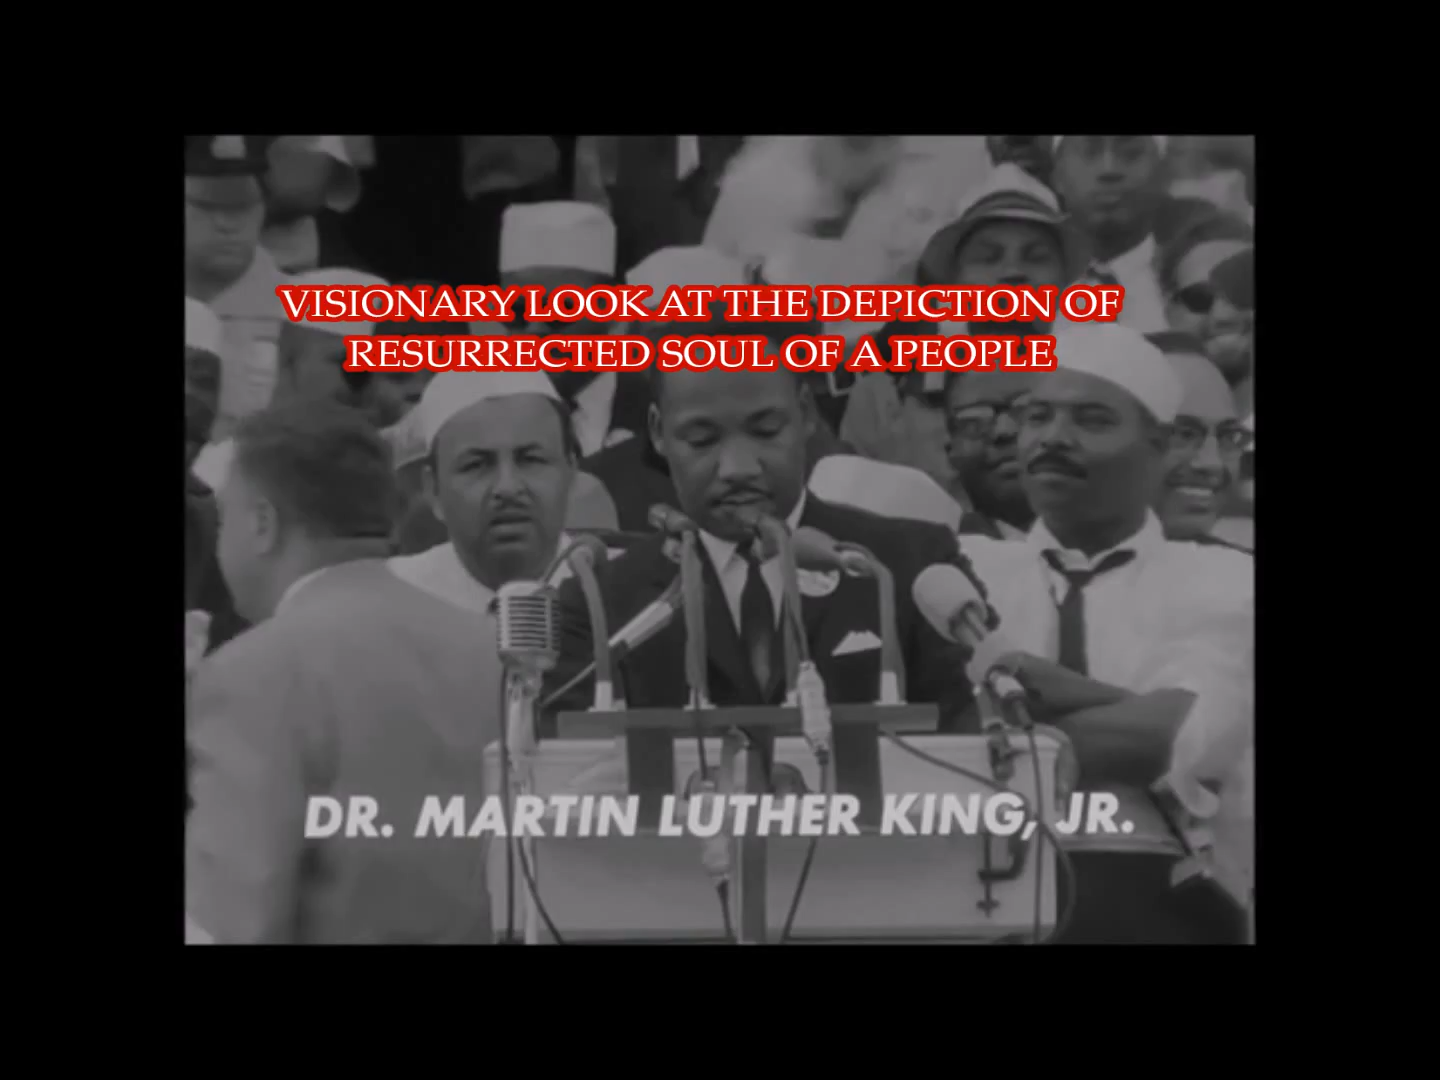 VISIONARY LOOK AT THE DEPICTION OF
RESURRECTED SOUL OF A PEOPLE
DR. MARTIN LUTHER KING, JR.